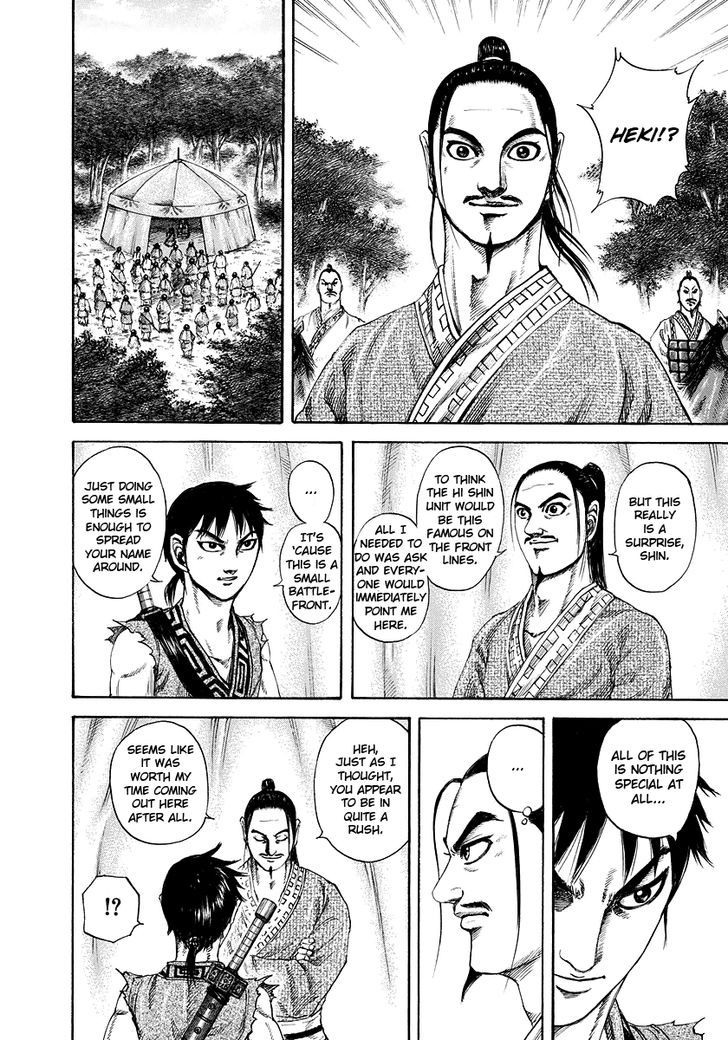 HEKI!?
BUT THIS
REALLY
IS A
SURPRISE,
SHIN.
TO THINK
THE HI SHIN
UNIT WOULD
BE THIS
FAMOUS ON
THE FRONT
LINES.
ALL I
NEEDED TO
DO WAS ASK
AND EVERY-
ONE WOULD
IMMEDIATELY
POINT ME
HERE.
...
IT'S
'CAUSE
THIS IS A
SMALL
BATTLE-
FRONT.
JUST DOING
SOME SMALL
THINGS IS
ENOUGH TO
SPREAD
YOUR NAME
AROUND.
ALL OF THIS
IS NOTHING
SPECIAL AT
ALL...
...
HEH,
JUST AS I
THOUGHT,
YOU APPEAR
TO BE IN
QUITE A
RUSH.
SEEMS LIKE
IT WAS
WORTH MY
TIME COMING
OUT HERE
AFTER ALL.
!?